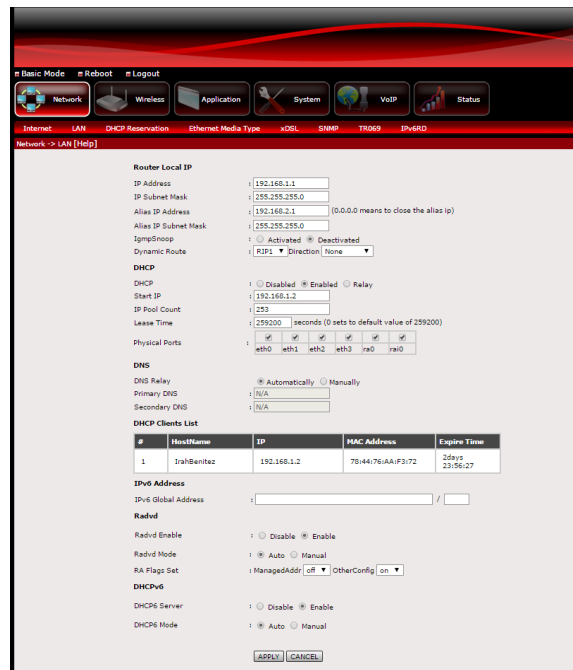 Basic Mode Reboot Logout
Network Wireless Application System VoIP Status
Internet LAN DHCP Reservation Ethernet Media Type xDSL SNMP TR069 IPv6RD
Network -> LAN [Help]
Router Local IP
IP Address : 192.168.1.1
IP Subnet Mask : 255.255.255.0
Alias IP Address : 192.168.2.1 (0.0.0.0 means to close the alias ip)
Alias IP Subnet Mask : 255.255.255.0
IgmpSnoop : Activated Deactivated
Dynamic Route : RIP1 Direction None
DHCP
DHCP : Disabled Enabled Relay
Start IP : 192.168.1.2
IP Pool Count : 253
Lease Time : 259200 seconds (0 sets to default value of 259200)
Physical Ports :
eth0 eth1 eth2 eth3 ra0 rai0
DNS
DNS Relay Automatically Manually
Primary DNS : N/A
Secondary DNS : N/A
DHCP Clients List
# HostName IP MAC Address Expire Time
1 IrahBenitez 192.168.1.2 78:44:76:AA:F3:72 2days 23:56:27
IPv6 Address
IPv6 Global Address : /
Radvd
Radvd Enable : Disable Enable
Radvd Mode : Auto Manual
RA Flags Set : ManagedAddr off OtherConfig on
DHCPv6
DHCP6 Server : Disable Enable
DHCP6 Mode : Auto Manual
APPLY CANCEL